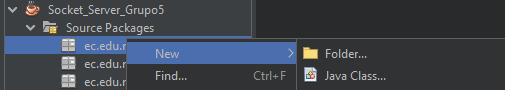 Socket_Server_Grupo5
Source Packages
ec.edu.r
New
Folder...
ec.edu.r
Find...
Ctrl+F
Java Class...
ec.edu.r